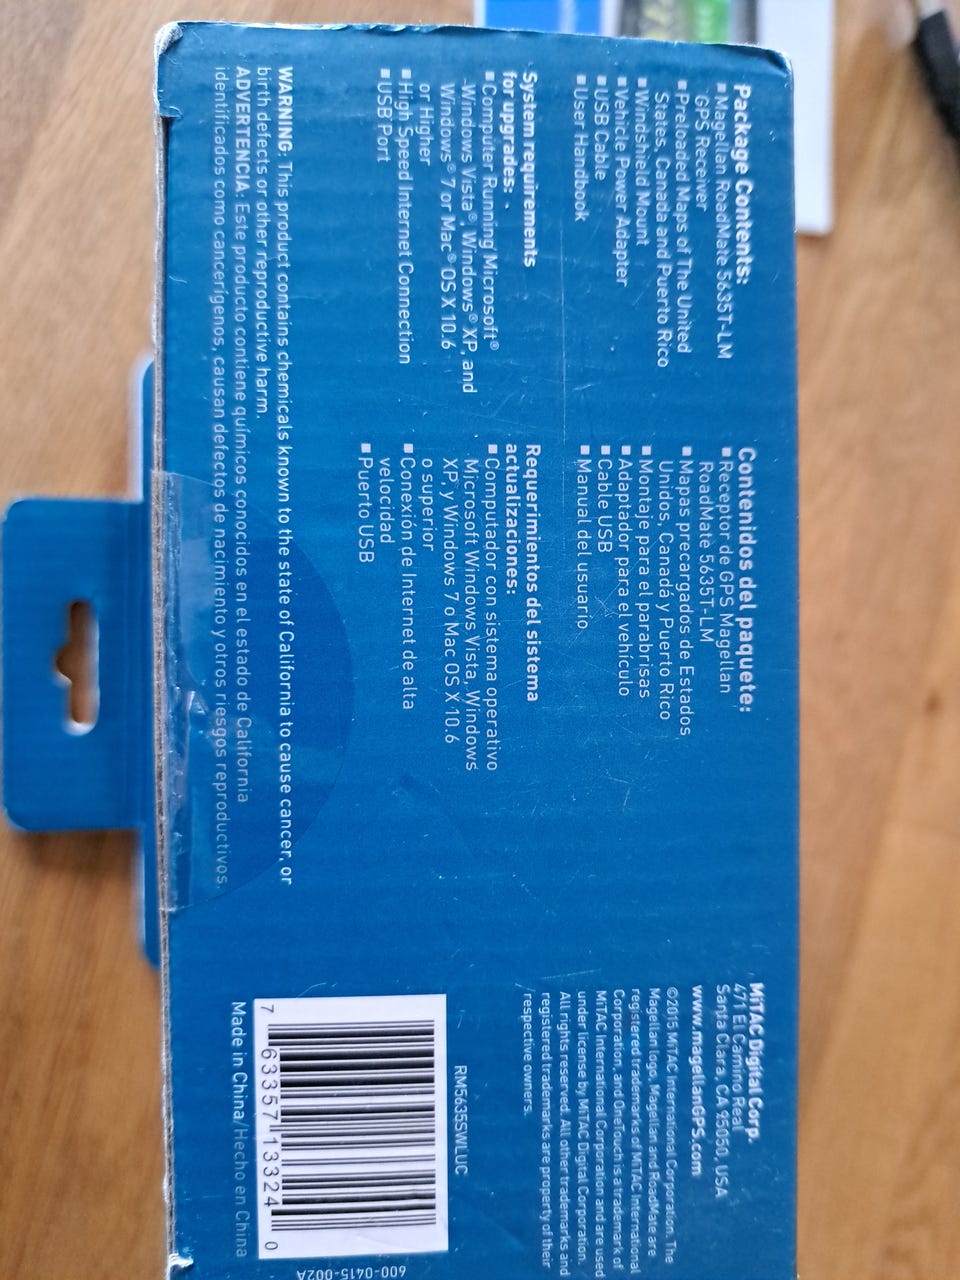 Package Contents:
▪ Magellan RoadMate 5635T-LM
GPS Receiver
▪ Preloaded Maps of The United
States, Canada and Puerto Rico
▪ Windshield Mount
▪ Vehicle Power Adapter
▪ USB Cable
▪ User Handbook
System requirements
for upgrades:
▪ Computer Running Microsoft®
Windows Vista®, Windows® XP, and
Windows® 7 or Mac® OS X 10.6
or Higher
▪ High Speed Internet Connection
▪ USB Port
Contenidos del paquete:
▪ Receptor de GPS Magellan
RoadMate 5635T-LM
▪ Mapas precargados de Estados
Unidos, Canadá y Puerto Rico
▪ Montaje para el parabrisas
▪ Adaptador para el vehículo
▪ Cable USB
▪ Manual del usuario
Requerimientos del sistema
actualizaciones:
▪ Computador con sistema operativo
Microsoft Windows Vista, Windows
XP, y Windows 7 o Mac OS X 10.6
o superior
▪ Conexión de Internet de alta
velocidad
▪ Puerto USB
WARNING: This product contains chemicals known to the state of California to cause cancer, or
birth defects or other reproductive harm.
ADVERTENCIA: Este producto contiene químicos conocidos en el estado de California
identificados como cancerígenos, causan defectos de nacimiento y otros riesgos reproductivos.
MiTAC Digital Corp.
471 El Camino Real
Santa Clara, CA 95050, USA
www.magellanGPS.com
©2015 MiTAC International Corporation. The
Magellan logo, Magellan and RoadMate are
registered trademarks of MiTAC International
Corporation, and OneTouch is a trademark of
MiTAC International Corporation and are used
under license by MiTAC Digital Corporation.
All rights reserved. All other trademarks and
registered trademarks are property of their
respective owners.
RM5635SWLUC
7 63357 13324 0
Made in China/Hecho en China
600-0415-002A